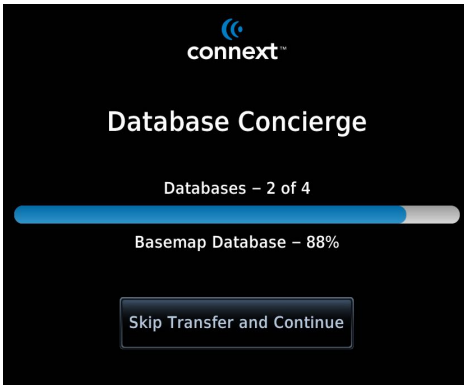 connext™
Database Concierge
Databases – 2 of 4
Basemap Database – 88%
Skip Transfer and Continue